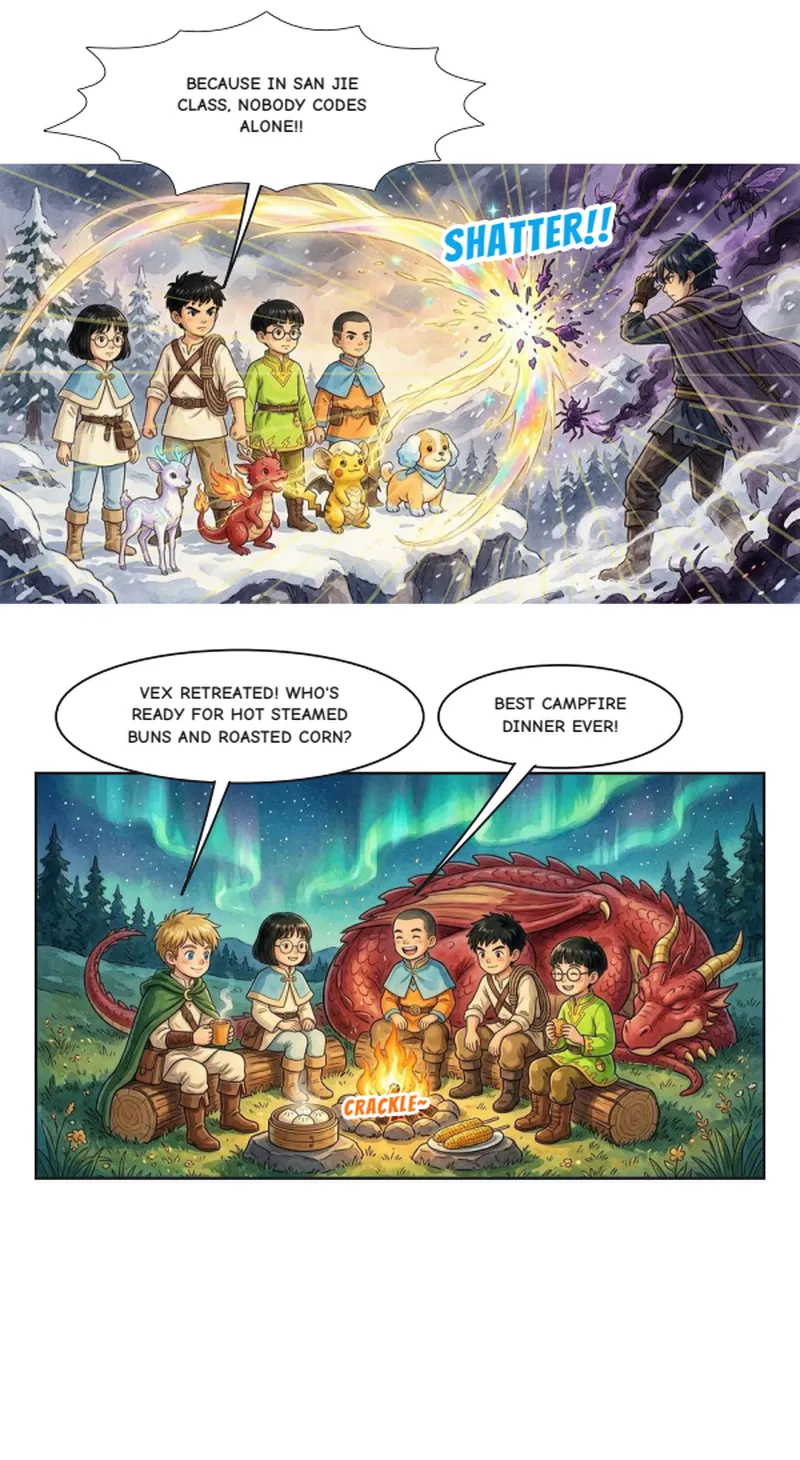 BECAUSE IN SAN JIE
CLASS, NOBODY CODES
ALONE!!
SHATTER!!
VEX RETREATED! WHO'S
READY FOR HOT STEAMED
BUNS AND ROASTED CORN?
BEST CAMPFIRE
DINNER EVER!
CRACKLE~